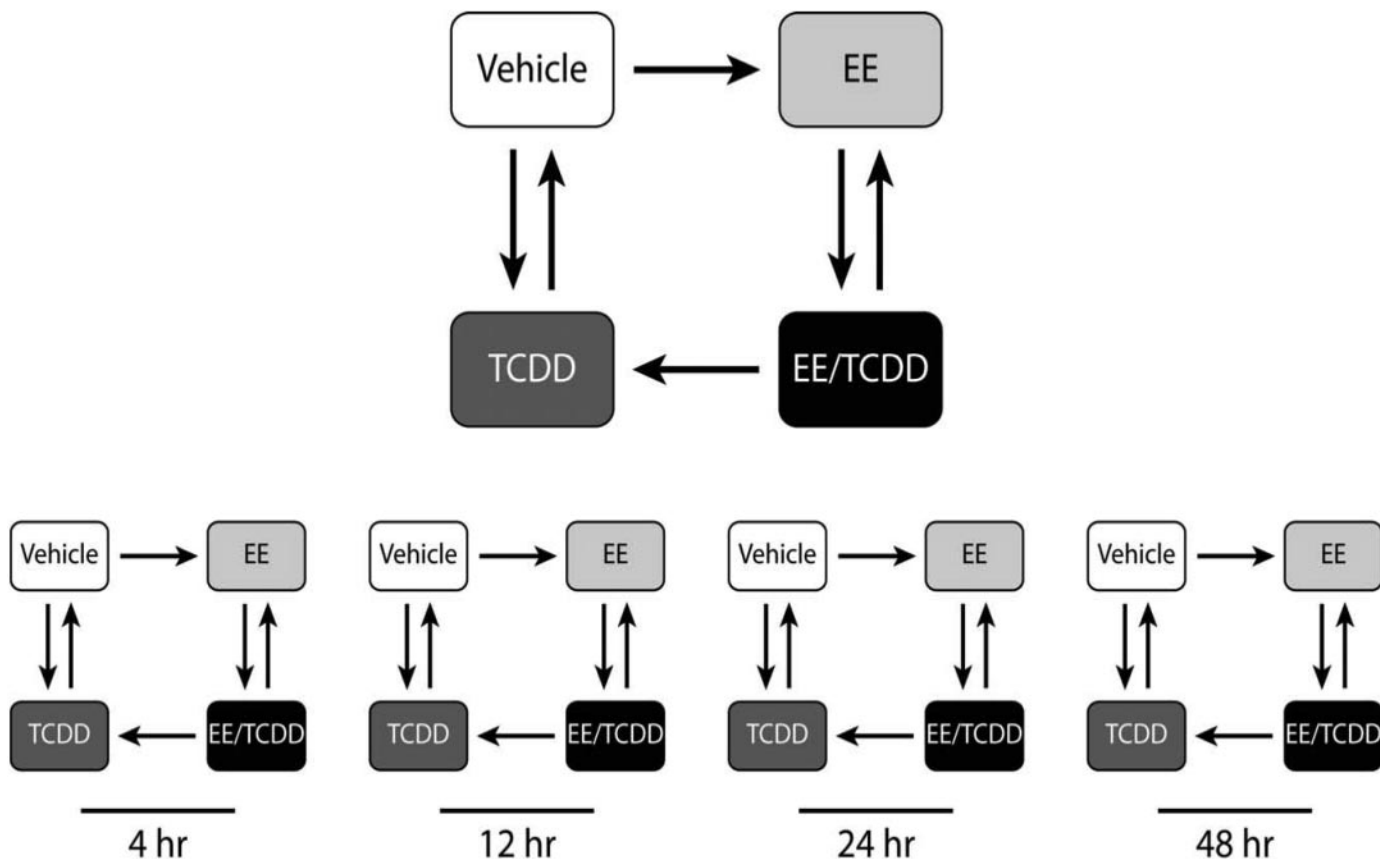 Vehicle EE
TCDD EE/TCDD
Vehicle EE Vehicle EE Vehicle EE Vehicle EE
TCDD EE/TCDD TCDD EE/TCDD TCDD EE/TCDD TCDD EE/TCDD
4 hr 12 hr 24 hr 48 hr